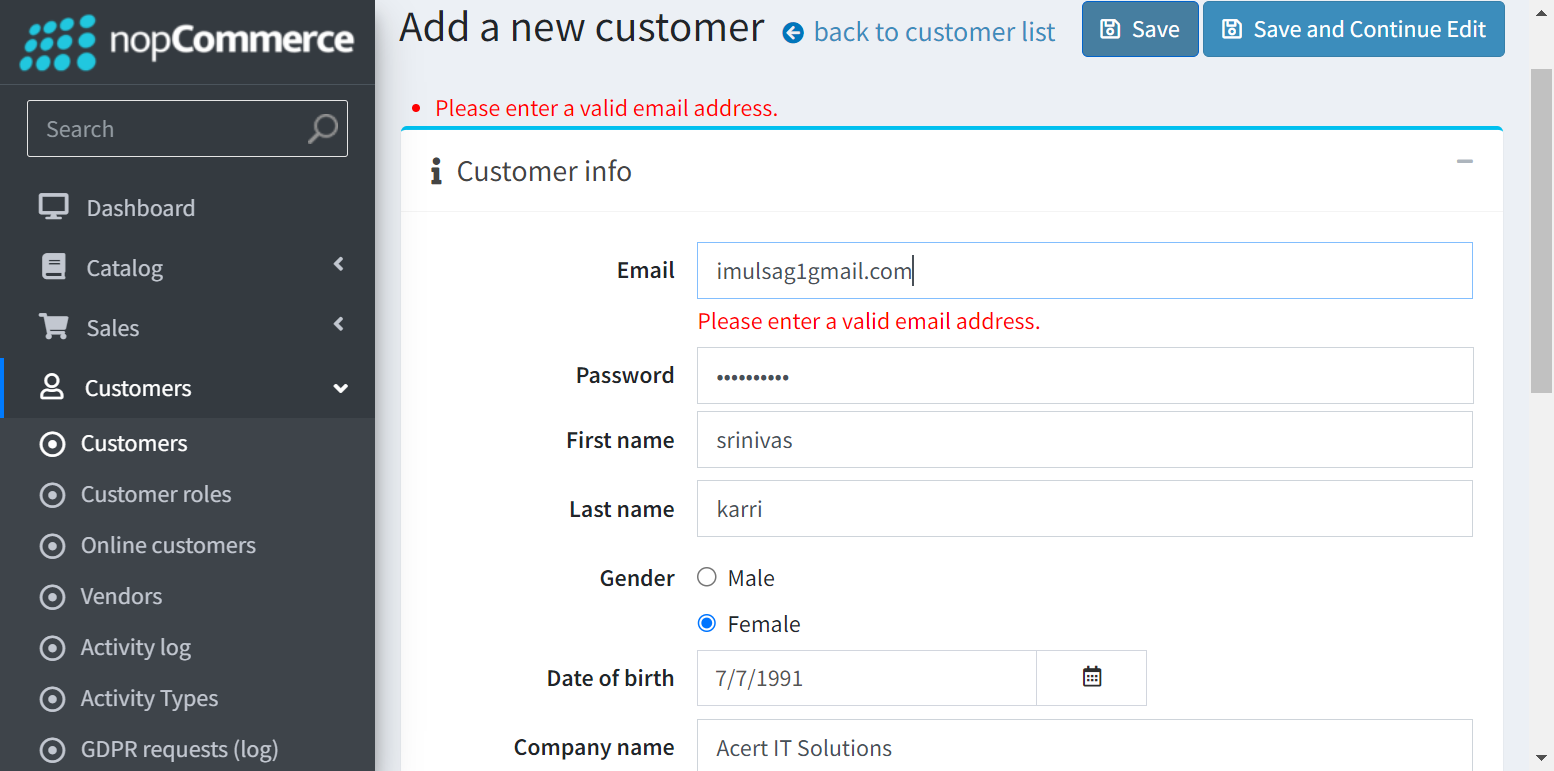 nopCommerce
Search
Dashboard
Catalog
Sales
Customers
Customers
Customer roles
Online customers
Vendors
Activity log
Activity Types
GDPR requests (log)
Add a new customer back to customer list Save Save and Continue Edit
Please enter a valid email address.
Customer info
Email imulsag1gmail.com
Please enter a valid email address.
Password ••••••••••
First name srinivas
Last name karri
Gender Male
Female
Date of birth 7/7/1991
Company name Acert IT Solutions